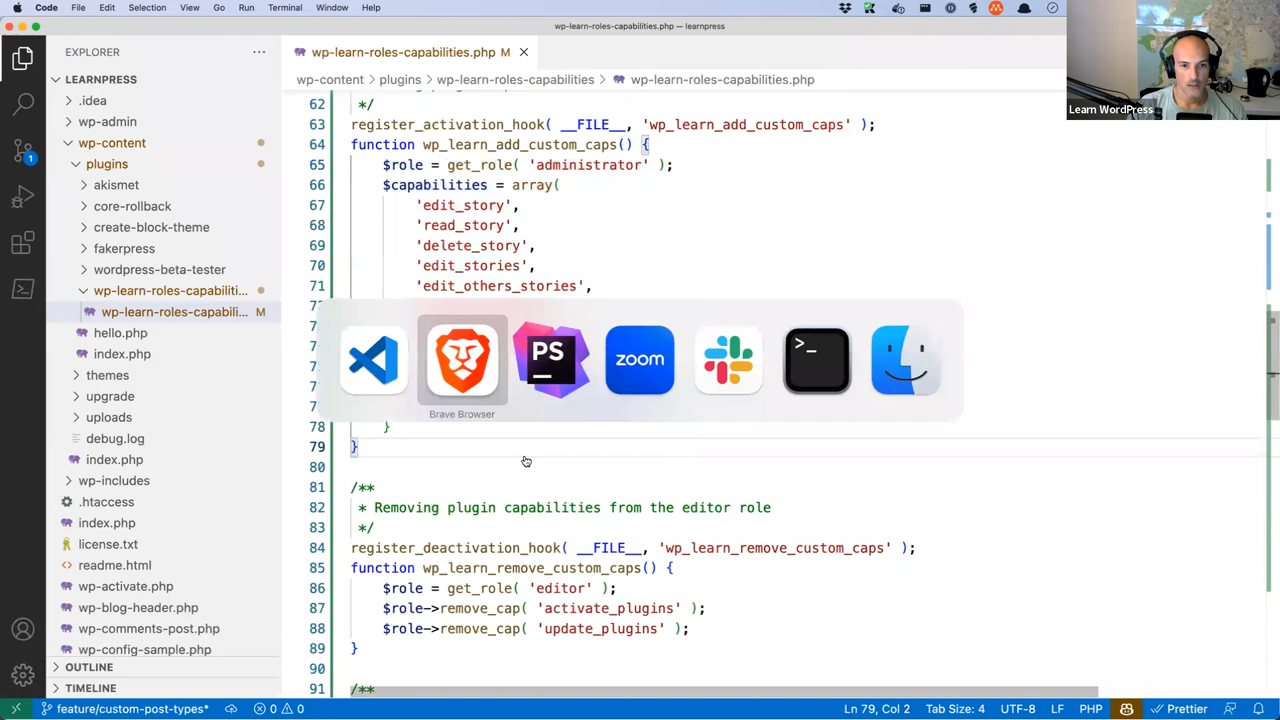 Code File Edit Selection View Go Run Terminal Window Help
wp-learn-roles-capabilities.php — learnpress
EXPLORER
LEARNPRESS
.idea
wp-admin
wp-content
plugins
akismet
core-rollback
create-block-theme
fakerpress
wordpress-beta-tester
wp-learn-roles-capabiliti...
wp-learn-roles-capabili... M
hello.php
index.php
themes
upgrade
uploads
debug.log
index.php
wp-includes
.htaccess
index.php
license.txt
readme.html
wp-activate.php
wp-blog-header.php
wp-comments-post.php
wp-config-sample.php
OUTLINE
TIMELINE
wp-learn-roles-capabilities.php M
wp-content > plugins > wp-learn-roles-capabilities > wp-learn-roles-capabilities.php
62 */
63 register_activation_hook( __FILE__, 'wp_learn_add_custom_caps' );
64 function wp_learn_add_custom_caps() {
65 $role = get_role( 'administrator' );
66 $capabilities = array(
67 'edit_story',
68 'read_story',
69 'delete_story',
70 'edit_stories',
71 'edit_others_stories',
PS
zoom
>_
Brave Browser
78 }
79 }
80
81 /**
82 * Removing plugin capabilities from the editor role
83 */
84 register_deactivation_hook( __FILE__, 'wp_learn_remove_custom_caps' );
85 function wp_learn_remove_custom_caps() {
86 $role = get_role( 'editor' );
87 $role->remove_cap( 'activate_plugins' );
88 $role->remove_cap( 'update_plugins' );
89 }
90
91 /**
Learn WordPress
1
feature/custom-post-types* 0 0 Ln 79, Col 2 Tab Size: 4 UTF-8 LF PHP Prettier